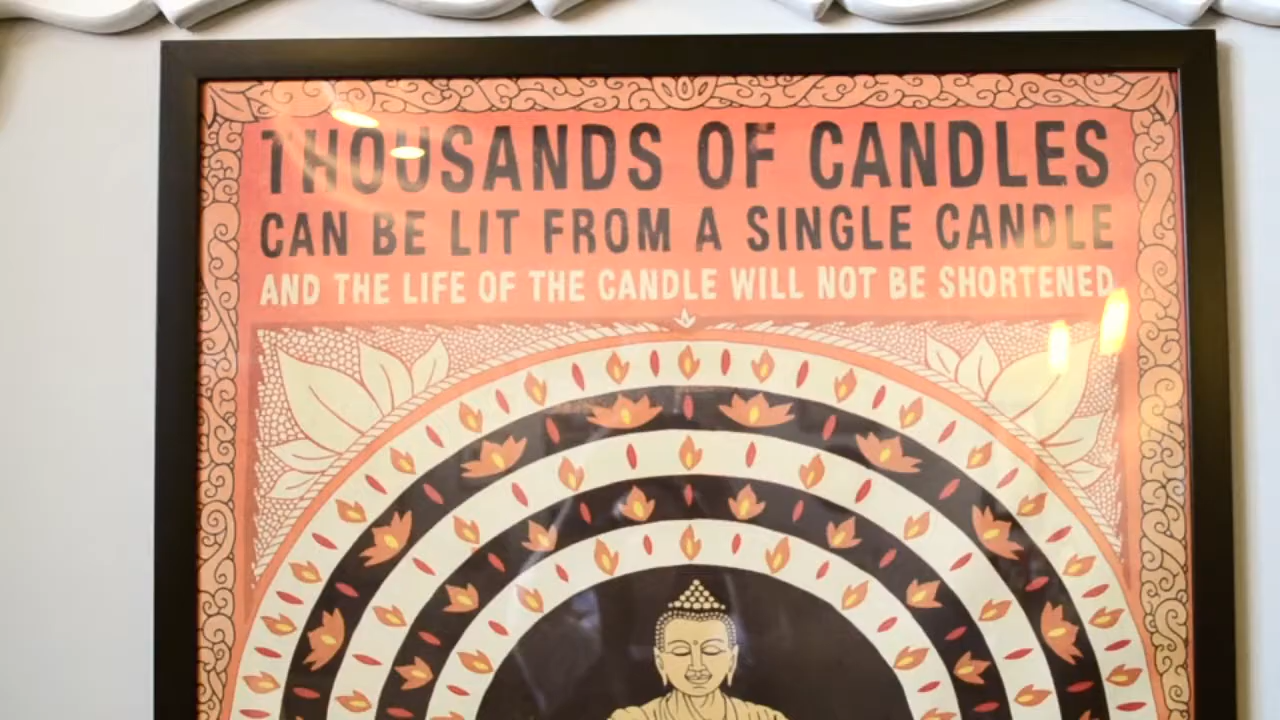 THOUSANDS OF CANDLES
CAN BE LIT FROM A SINGLE CANDLE
AND THE LIFE OF THE CANDLE WILL NOT BE SHORTENED